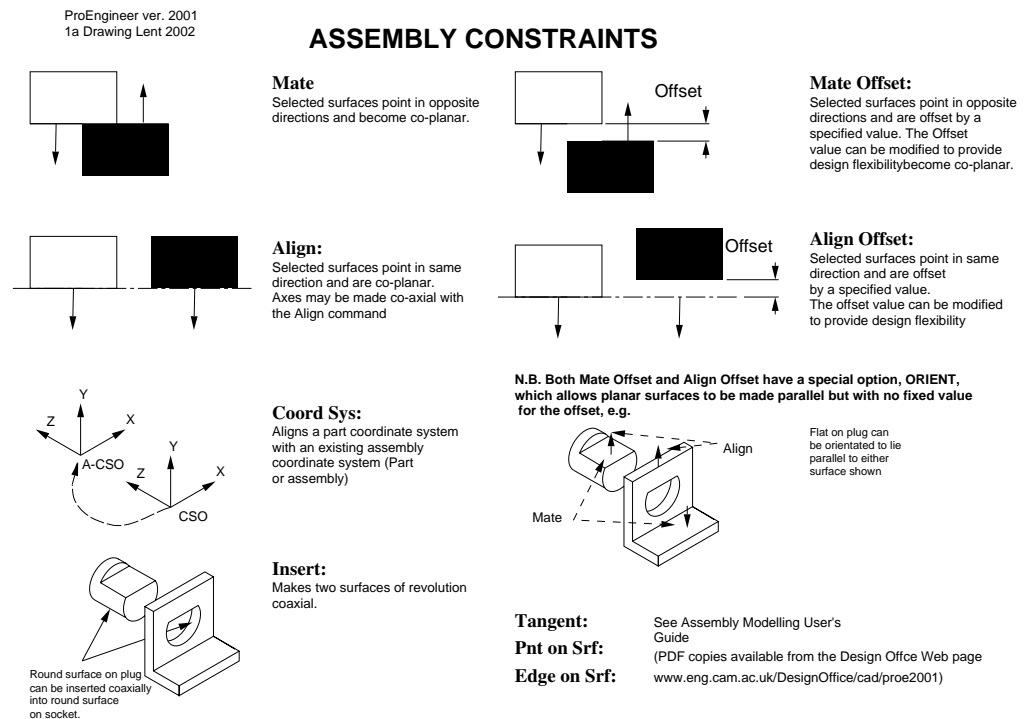 ProEngineer ver. 2001
1a Drawing Lent 2002
ASSEMBLY CONSTRAINTS
Mate
Selected surfaces point in opposite
directions and become co-planar.
Offset
Mate Offset:
Selected surfaces point in opposite
directions and are offset by a
specified value. The Offset
value can be modified to provide
design flexibilitybecome co-planar.
Align:
Selected surfaces point in same
direction and are co-planar.
Axes may be made co-axial with
the Align command
Offset
Align Offset:
Selected surfaces point in same
direction and are offset
by a specified value.
The offset value can be modified
to provide design flexibility
Y
Z
X
A-CSO
Y
Z
X
CSO
Coord Sys:
Aligns a part coordinate system
with an existing assembly
coordinate system (Part
or assembly)
N.B. Both Mate Offset and Align Offset have a special option, ORIENT,
which allows planar surfaces to be made parallel but with no fixed value
for the offset, e.g.
Align
Mate
Flat on plug can
be orientated to lie
parallel to either
surface shown
Insert:
Makes two surfaces of revolution
coaxial.
Round surface on plug
can be inserted coaxially
into round surface
on socket.
Tangent:
Pnt on Srf:
Edge on Srf:
See Assembly Modelling User's
Guide
(PDF copies available from the Design Offce Web page
www.eng.cam.ac.uk/DesignOffice/cad/proe2001)